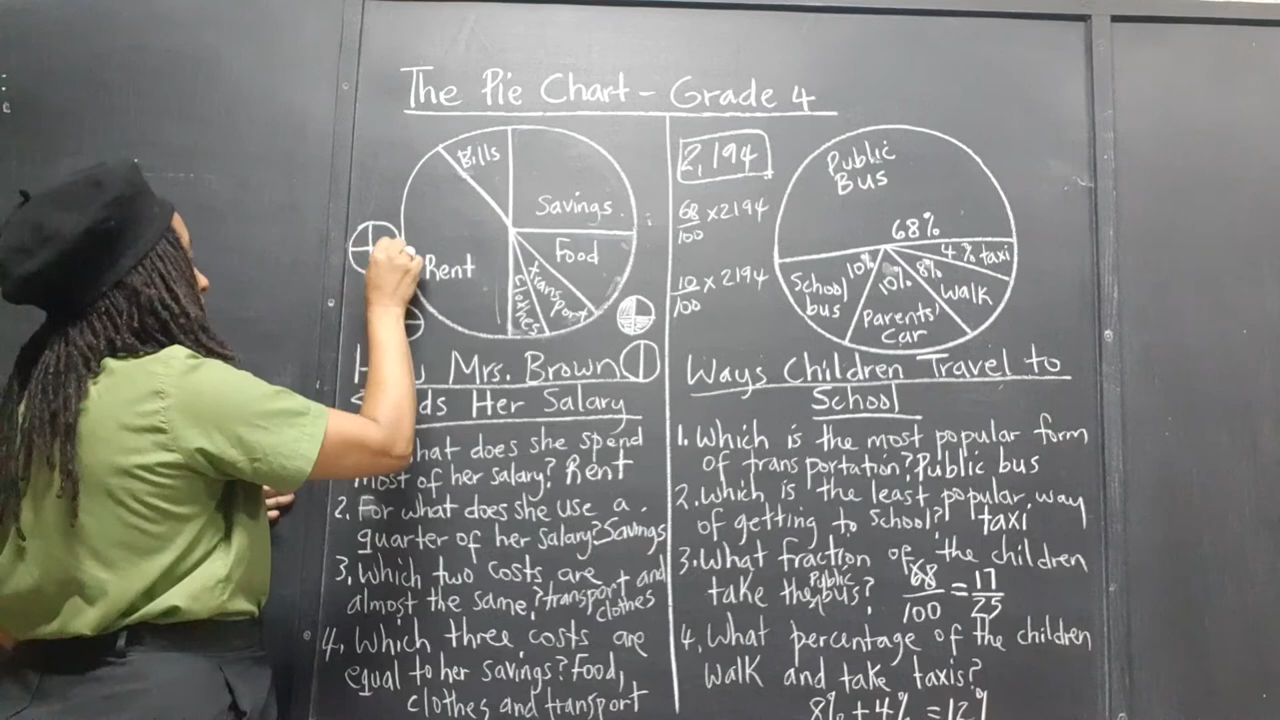 The Pie Chart - Grade 4
Bills
Savings
Food
Rent
transport
clothes
Mrs. Brown
Her Salary
hat does she spend
most of her salary? Rent
2. For what does she use a
quarter of her salary? Savings
3, Which two costs are
almost the same? transport and
clothes
4. Which three costs are
equal to her savings? Food,
clothes and transport
2,194
68
100
x 2194
10
100
x 2194
Public
Bus
68%
4% taxi
8%
Walk
10%
Parents'
Car
10%
School
bus
Ways Children Travel to
School
1. Which is the most popular form
of transportation? Public bus
2. Which is the least popular way
of getting to school? taxi
3. What fraction of the children
take the Public bus? 68/100 = 17/25
4. What percentage of the children
walk and take taxis?
8% + 4% = 12%